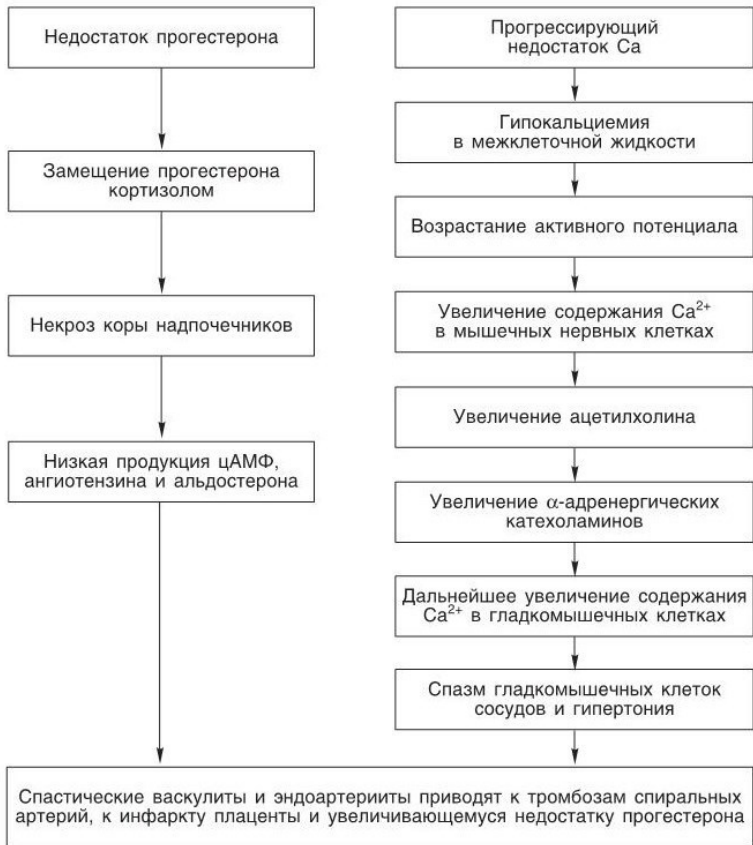 Недостаток прогестерона
Замещение прогестерона
кортизолом
Некроз коры надпочечников
Низкая продукция цАМФ,
ангиотензина и альдостерона
Прогрессирующий
недостаток Ca
Гипокальциемия
в межклеточной жидкости
Возрастание активного потенциала
Увеличение содержания Ca²⁺
в мышечных нервных клетках
Увеличение ацетилхолина
Увеличение α-адренергических
катехоламинов
Дальнейшее увеличение содержания
Ca²⁺ в гладкомышечных клетках
Спазм гладкомышечных клеток
сосудов и гипертония
Спастические васкулиты и эндоартерииты приводят к тромбозам спиральных
артерий, к инфаркту плаценты и увеличивающемуся недостатку прогестерона